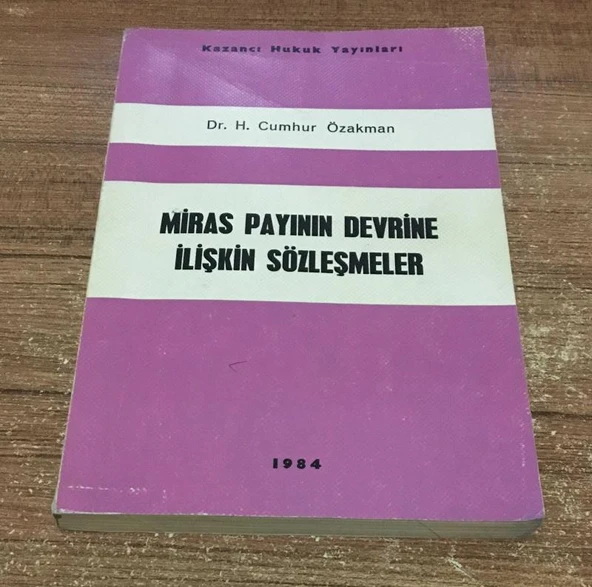 Kazancı Hukuk Yayınları
Dr. H. Cumhur Özakman
MİRAS PAYININ DEVRİNE
İLİŞKİN SÖZLEŞMELER
1984